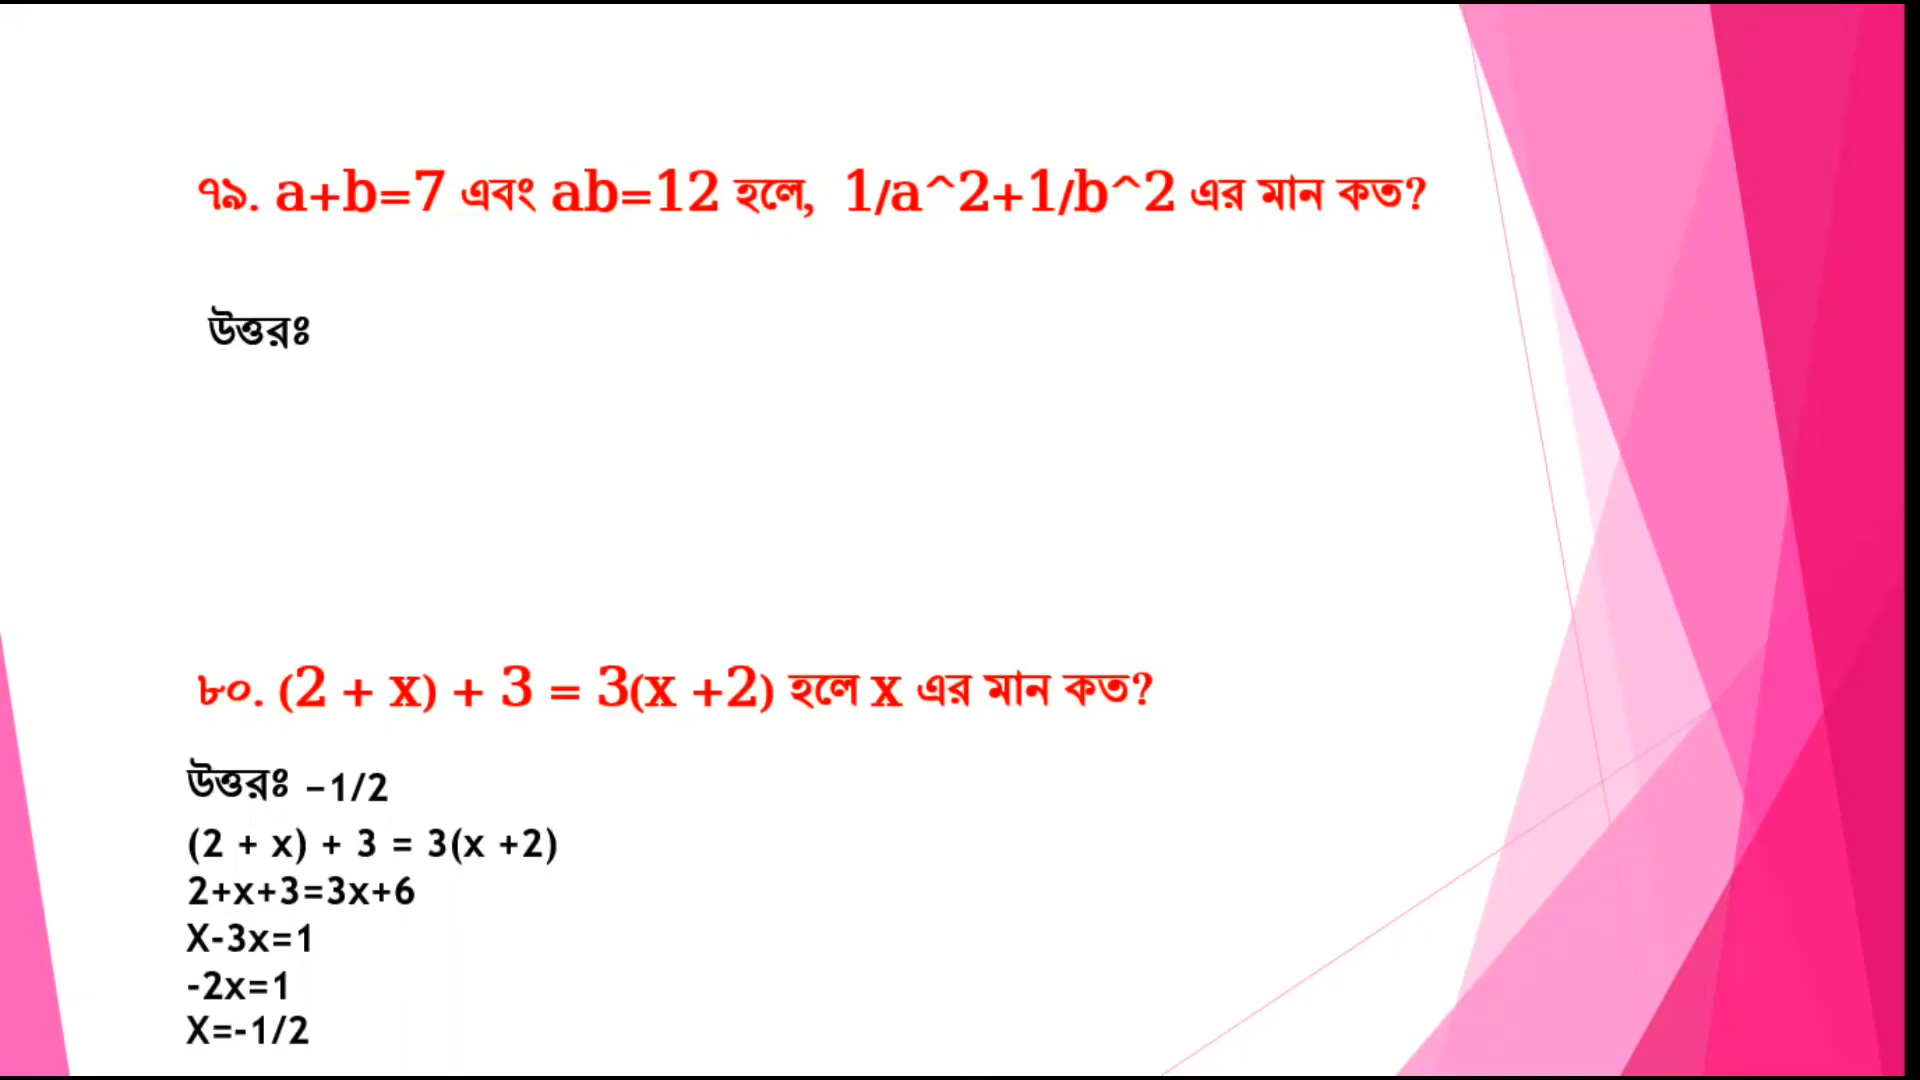 ৭৯. a+b=7 এবং ab=12 হলে, 1/a^2+1/b^2 এর মান কত?
উত্তরঃ
৮০. (2 + x) + 3 = 3(x +2) হলে x এর মান কত?
উত্তরঃ –1/2
(2 + x) + 3 = 3(x +2)
2+x+3=3x+6
X-3x=1
-2x=1
X=-1/2